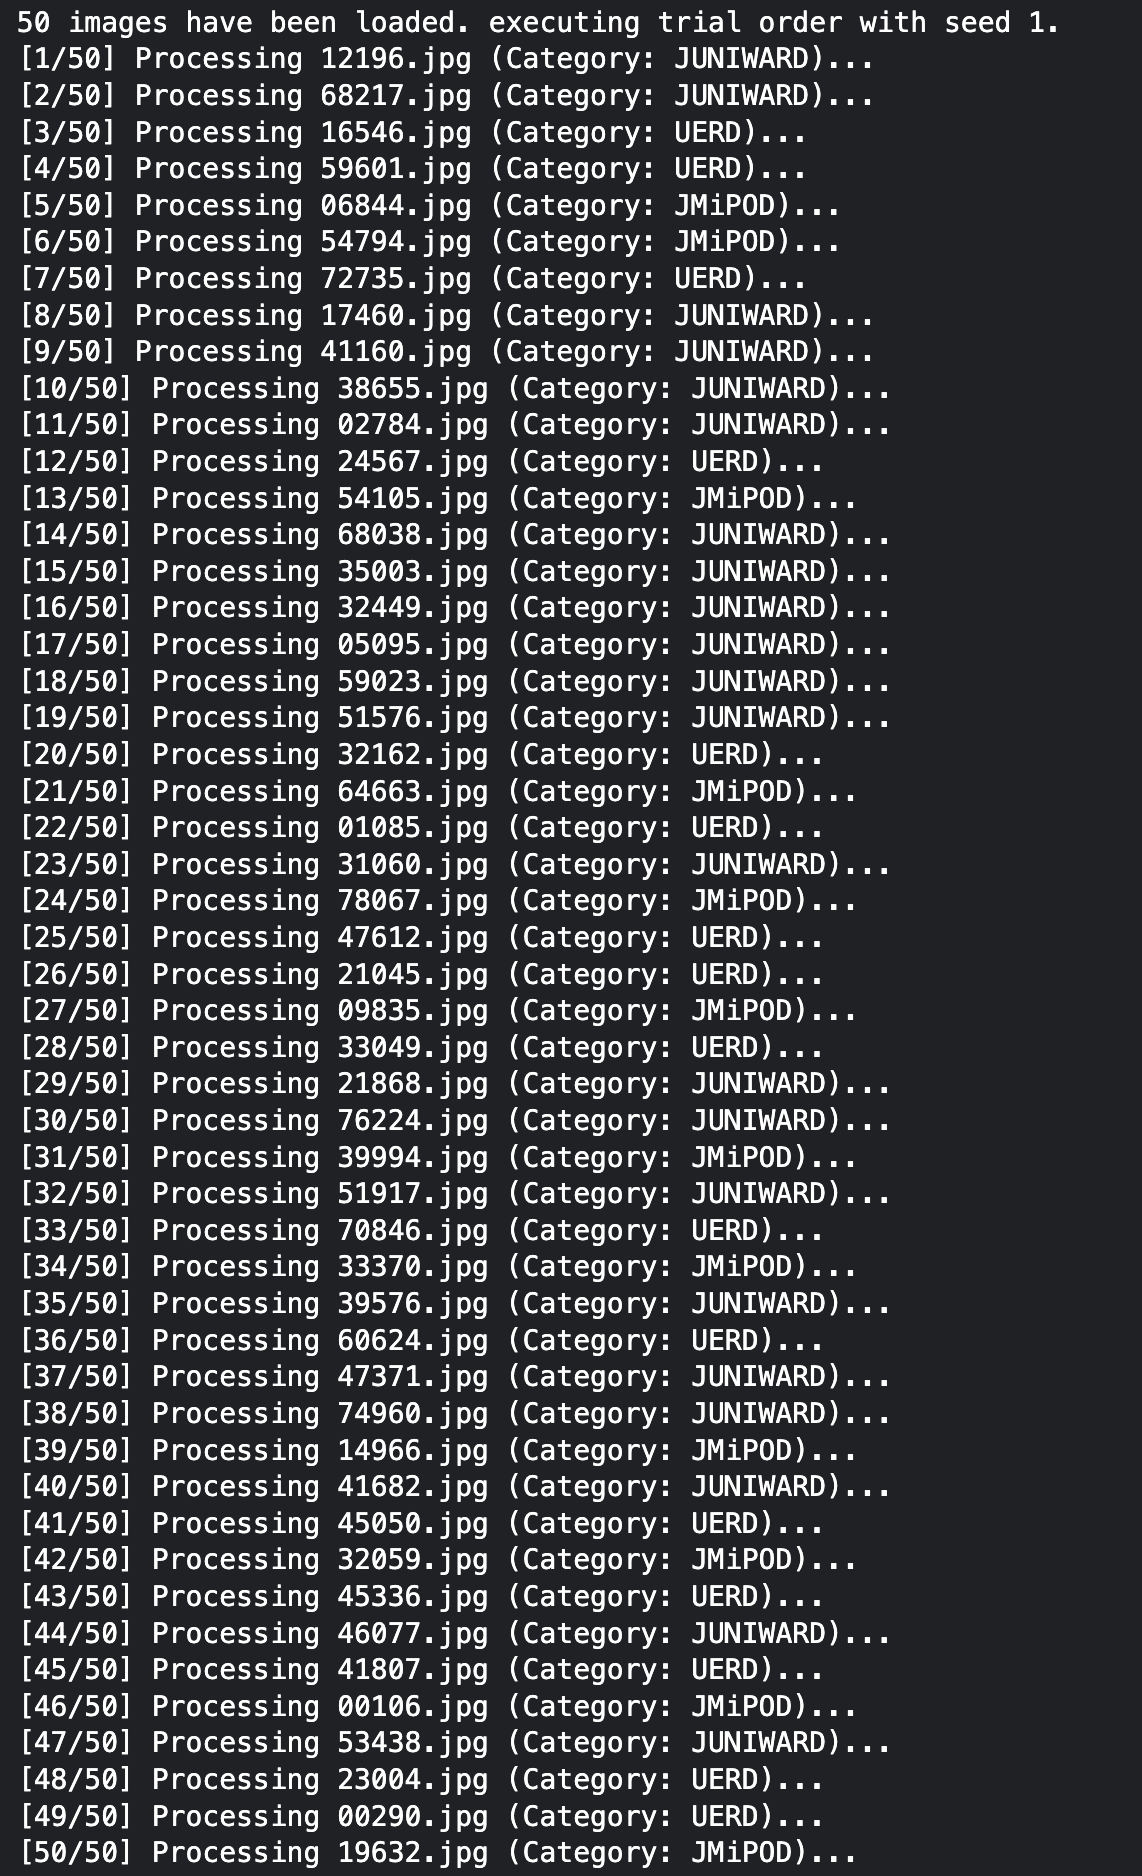 50 images have been loaded. executing trial order with seed 1.
[1/50] Processing 12196.jpg (Category: JUNIWARD)...
[2/50] Processing 68217.jpg (Category: JUNIWARD)...
[3/50] Processing 16546.jpg (Category: UERD)...
[4/50] Processing 59601.jpg (Category: UERD)...
[5/50] Processing 06844.jpg (Category: JMiPOD)...
[6/50] Processing 54794.jpg (Category: JMiPOD)...
[7/50] Processing 72735.jpg (Category: UERD)...
[8/50] Processing 17460.jpg (Category: JUNIWARD)...
[9/50] Processing 41160.jpg (Category: JUNIWARD)...
[10/50] Processing 38655.jpg (Category: JUNIWARD)...
[11/50] Processing 02784.jpg (Category: JUNIWARD)...
[12/50] Processing 24567.jpg (Category: UERD)...
[13/50] Processing 54105.jpg (Category: JMiPOD)...
[14/50] Processing 68038.jpg (Category: JUNIWARD)...
[15/50] Processing 35003.jpg (Category: JUNIWARD)...
[16/50] Processing 32449.jpg (Category: JUNIWARD)...
[17/50] Processing 05095.jpg (Category: JUNIWARD)...
[18/50] Processing 59023.jpg (Category: JUNIWARD)...
[19/50] Processing 51576.jpg (Category: JUNIWARD)...
[20/50] Processing 32162.jpg (Category: UERD)...
[21/50] Processing 64663.jpg (Category: JMiPOD)...
[22/50] Processing 01085.jpg (Category: UERD)...
[23/50] Processing 31060.jpg (Category: JUNIWARD)...
[24/50] Processing 78067.jpg (Category: JMiPOD)...
[25/50] Processing 47612.jpg (Category: UERD)...
[26/50] Processing 21045.jpg (Category: UERD)...
[27/50] Processing 09835.jpg (Category: JMiPOD)...
[28/50] Processing 33049.jpg (Category: UERD)...
[29/50] Processing 21868.jpg (Category: JUNIWARD)...
[30/50] Processing 76224.jpg (Category: JUNIWARD)...
[31/50] Processing 39994.jpg (Category: JMiPOD)...
[32/50] Processing 51917.jpg (Category: JUNIWARD)...
[33/50] Processing 70846.jpg (Category: UERD)...
[34/50] Processing 33370.jpg (Category: JMiPOD)...
[35/50] Processing 39576.jpg (Category: JUNIWARD)...
[36/50] Processing 60624.jpg (Category: UERD)...
[37/50] Processing 47371.jpg (Category: JUNIWARD)...
[38/50] Processing 74960.jpg (Category: JUNIWARD)...
[39/50] Processing 14966.jpg (Category: JMiPOD)...
[40/50] Processing 41682.jpg (Category: JUNIWARD)...
[41/50] Processing 45050.jpg (Category: UERD)...
[42/50] Processing 32059.jpg (Category: JMiPOD)...
[43/50] Processing 45336.jpg (Category: UERD)...
[44/50] Processing 46077.jpg (Category: JUNIWARD)...
[45/50] Processing 41807.jpg (Category: UERD)...
[46/50] Processing 00106.jpg (Category: JMiPOD)...
[47/50] Processing 53438.jpg (Category: JUNIWARD)...
[48/50] Processing 23004.jpg (Category: UERD)...
[49/50] Processing 00290.jpg (Category: UERD)...
[50/50] Processing 19632.jpg (Category: JMiPOD)...